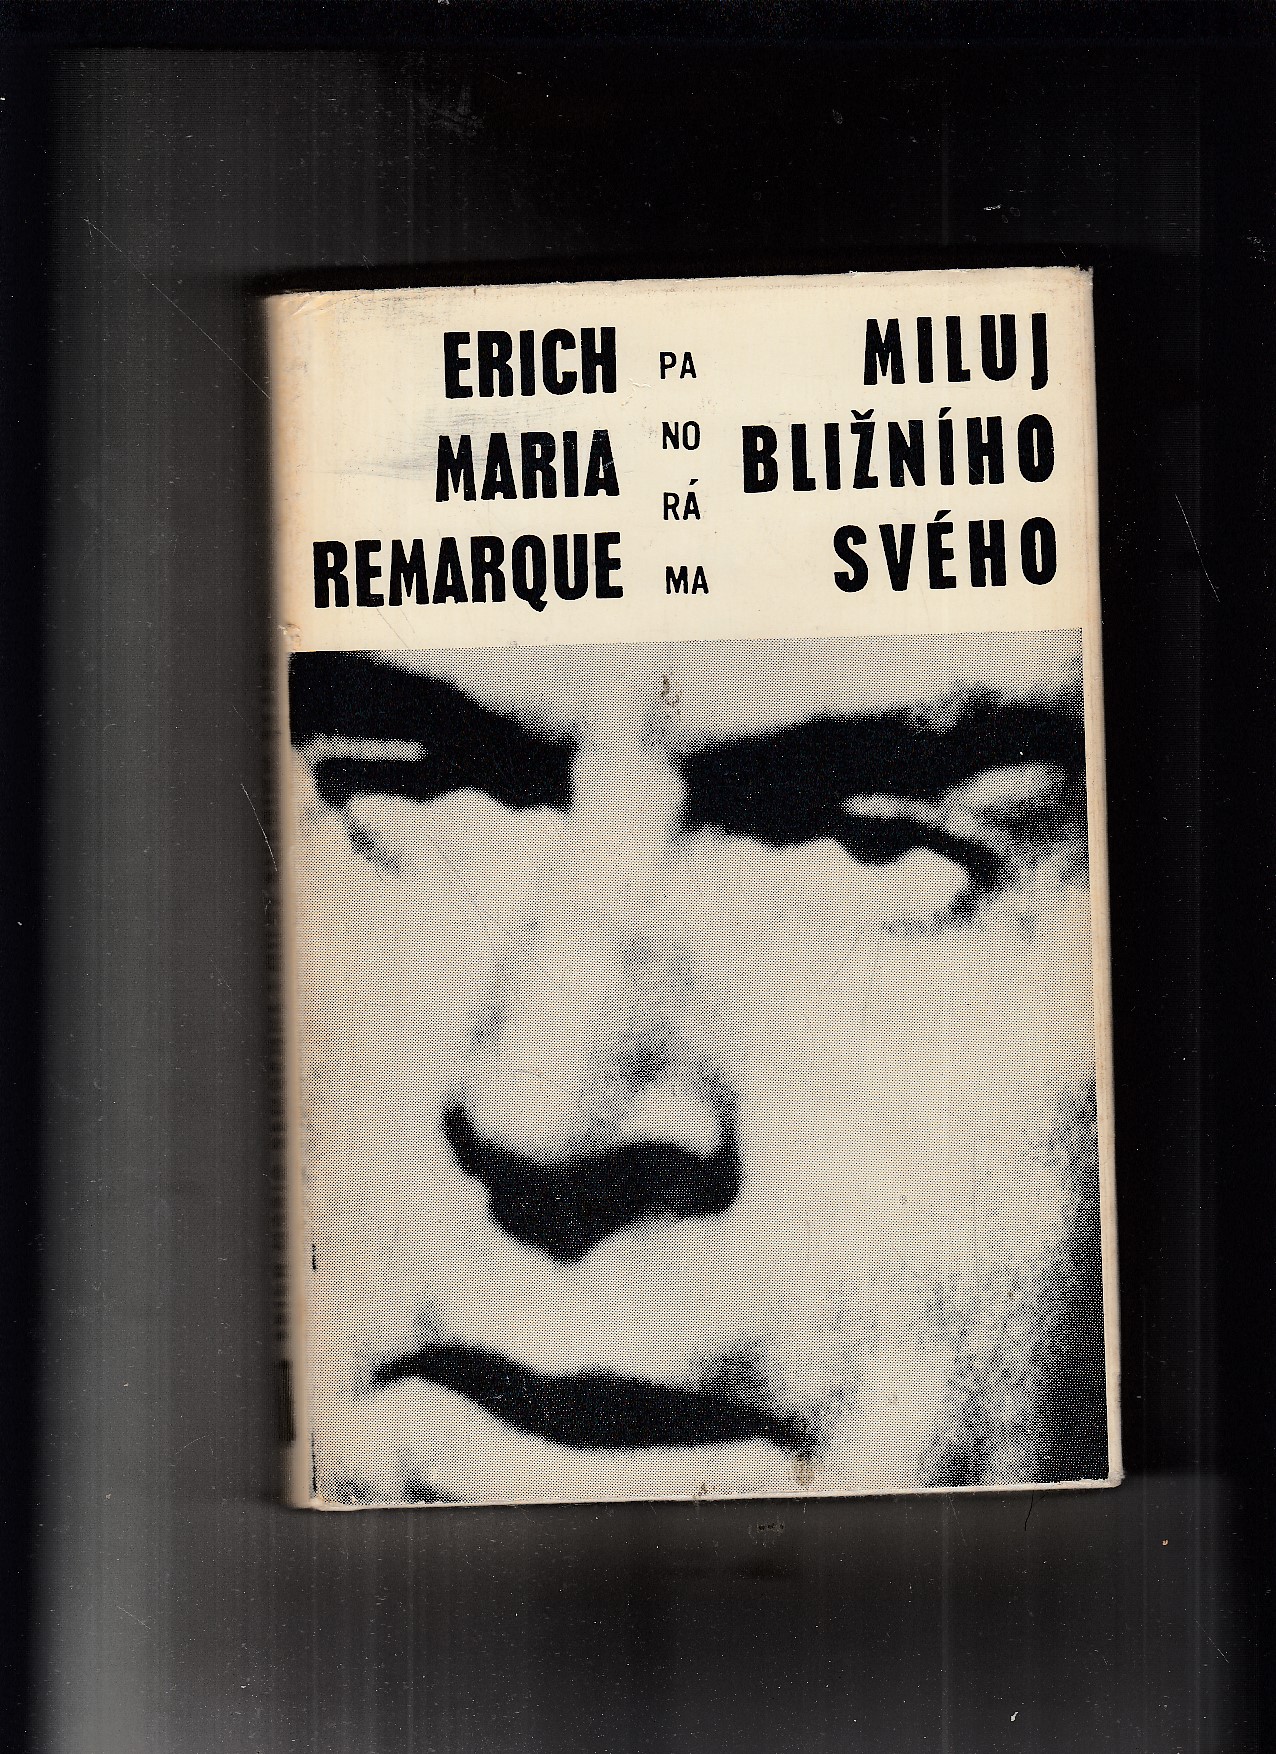 ERICH
MARIA
REMARQUE
PA
NO
RÁ
MA
MILUJ
BLIŽNÍHO
SVÉHO